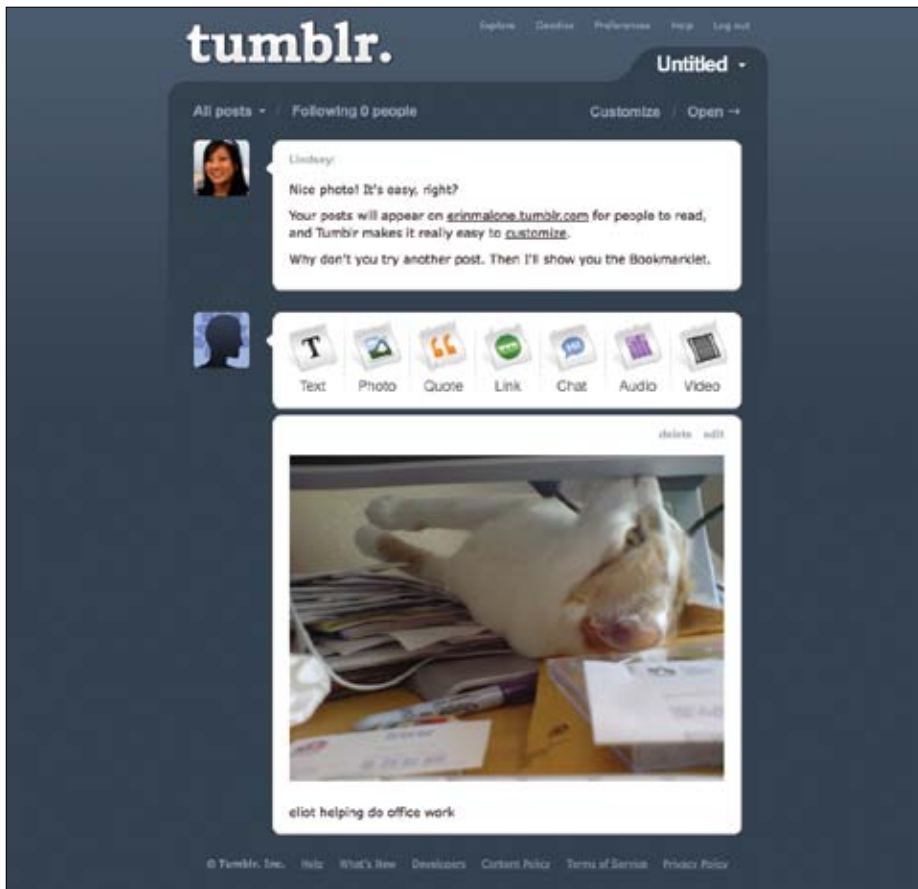 tumblr.
Explore Goodies Preferences Help Log out
Untitled
All posts / Following 0 people
Customize / Open →
Lindsay:
Nice photo! It's easy, right?
Your posts will appear on erinmalone.tumblr.com for people to read,
and Tumblr makes it really easy to customize.
Why don't you try another post. Then I'll show you the Bookmarklet.
Text Photo Quote Link Chat Audio Video
delete edit
eliot helping do office work
© Tumblr, Inc. Help What's New Developers Content Policy Terms of Service Privacy Policy